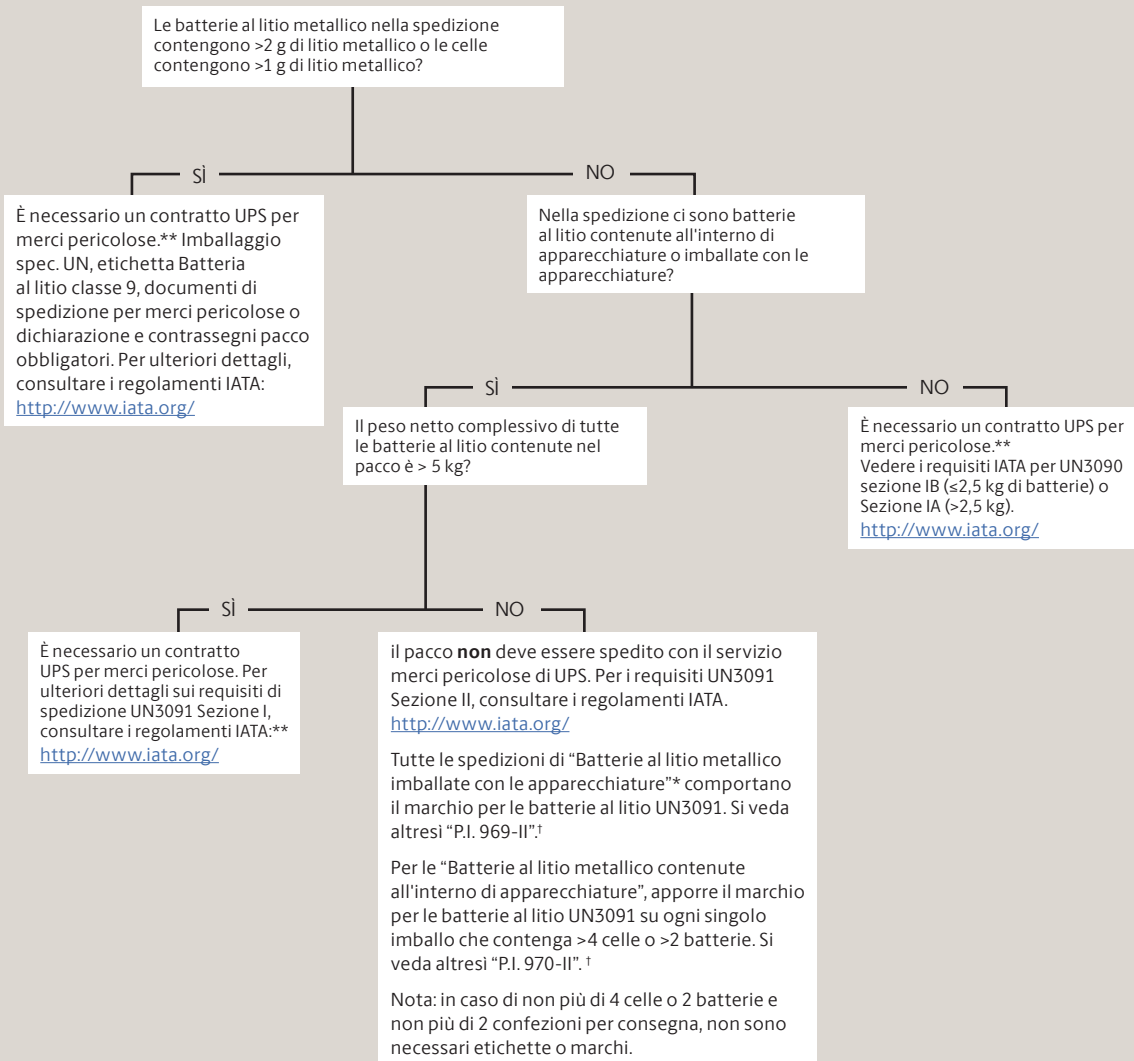 Le batterie al litio metallico nella spedizione
contengono >2 g di litio metallico o le celle
contengono >1 g di litio metallico?
SÌ
NO
È necessario un contratto UPS per
merci pericolose.** Imballaggio
spec. UN, etichetta Batteria
al litio classe 9, documenti di
spedizione per merci pericolose o
dichiarazione e contrassegni pacco
obbligatori. Per ulteriori dettagli,
consultare i regolamenti IATA:
http://www.iata.org/
Nella spedizione ci sono batterie
al litio contenute all'interno di
apparecchiature o imballate con le
apparecchiature?
SÌ
NO
Il peso netto complessivo di tutte
le batterie al litio contenute nel
pacco è > 5 kg?
È necessario un contratto UPS per
merci pericolose.**
Vedere i requisiti IATA per UN3090
sezione IB (≤2,5 kg di batterie) o
Sezione IA (>2,5 kg).
http://www.iata.org/
SÌ
NO
È necessario un contratto
UPS per merci pericolose. Per
ulteriori dettagli sui requisiti di
spedizione UN3091 Sezione I,
consultare i regolamenti IATA:**
http://www.iata.org/
il pacco non deve essere spedito con il servizio
merci pericolose di UPS. Per i requisiti UN3091
Sezione II, consultare i regolamenti IATA.
http://www.iata.org/
Tutte le spedizioni di “Batterie al litio metallico
imballate con le apparecchiature”* comportano
il marchio per le batterie al litio UN3091. Si veda
altresì “P.I. 969-II”.†
Per le “Batterie al litio metallico contenute
all'interno di apparecchiature”, apporre il marchio
per le batterie al litio UN3091 su ogni singolo
imballo che contenga >4 celle o >2 batterie. Si
veda altresì “P.I. 970-II”. †
Nota: in caso di non più di 4 celle o 2 batterie e
non più di 2 confezioni per consegna, non sono
necessari etichette o marchi.